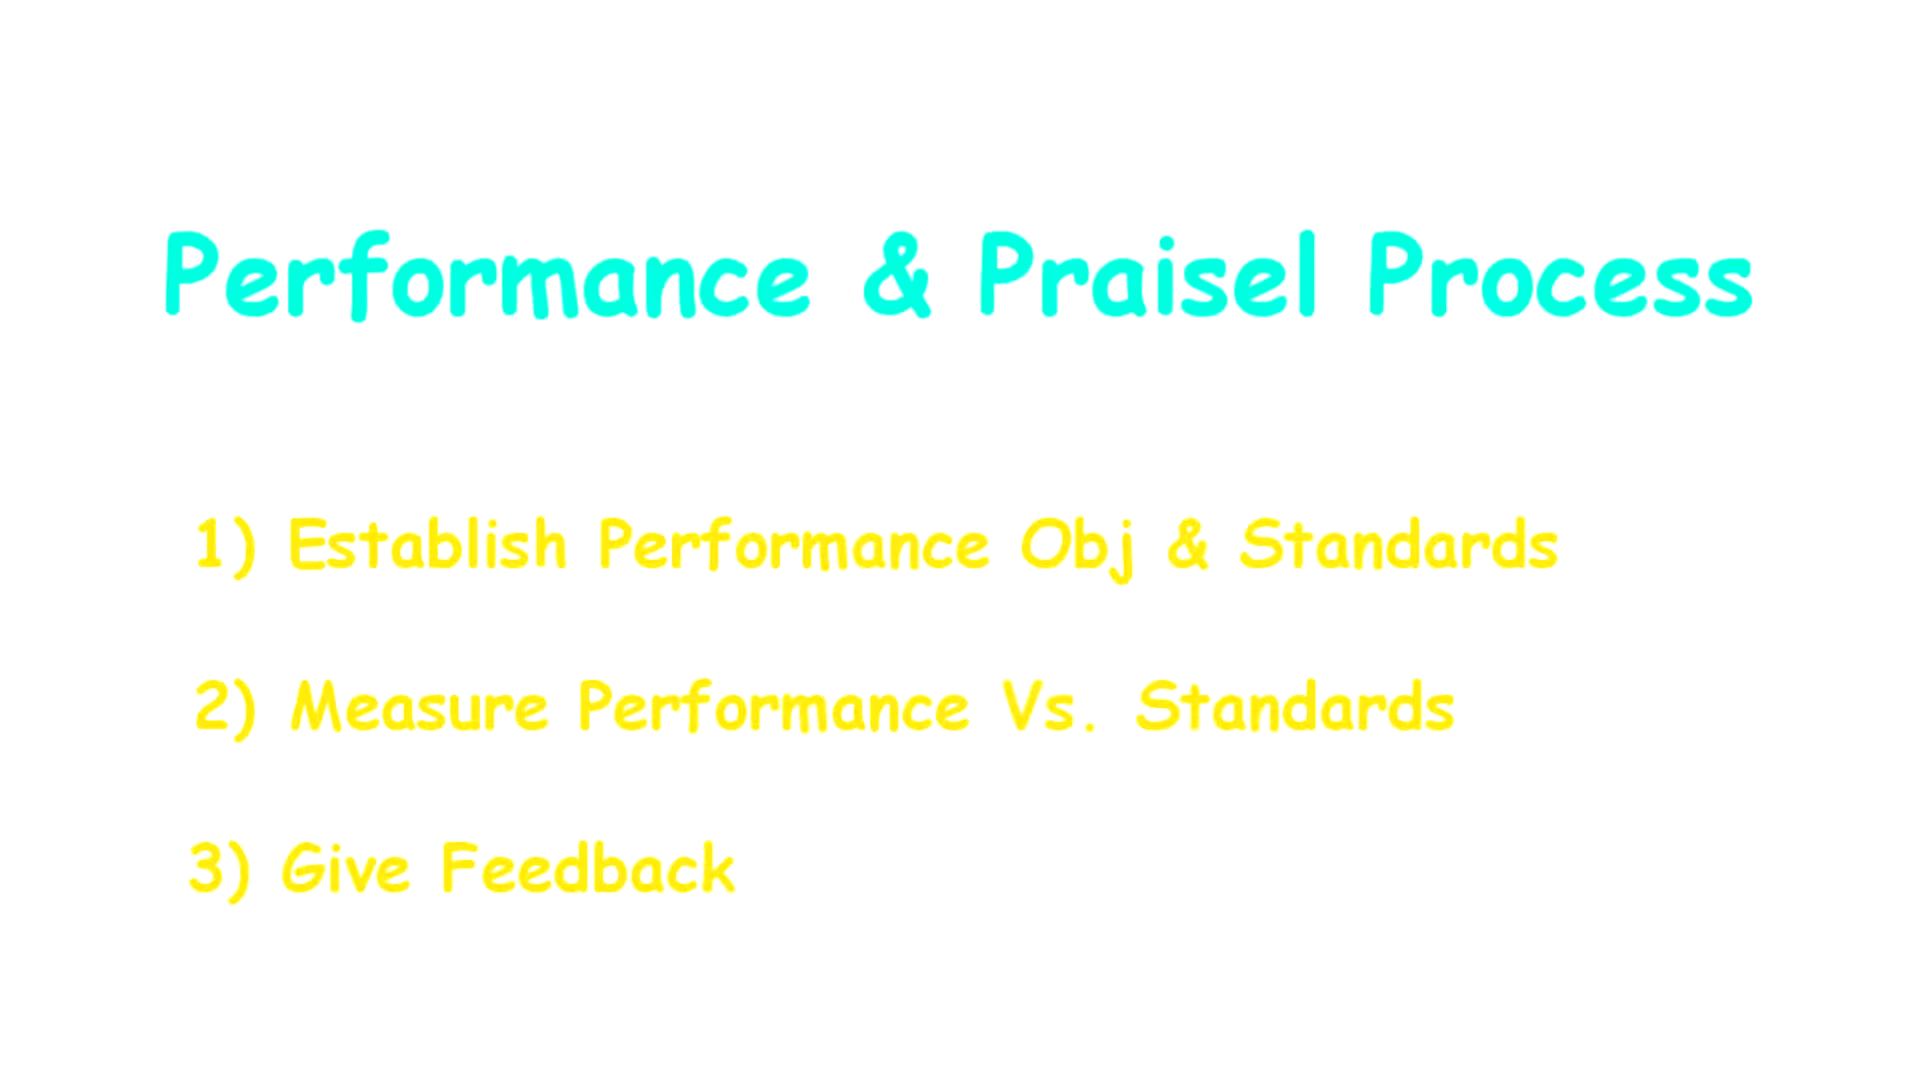 Performance & Praisel Process
1) Establish Performance Obj & Standards
2) Measure Performance Vs. Standards
3) Give Feedback